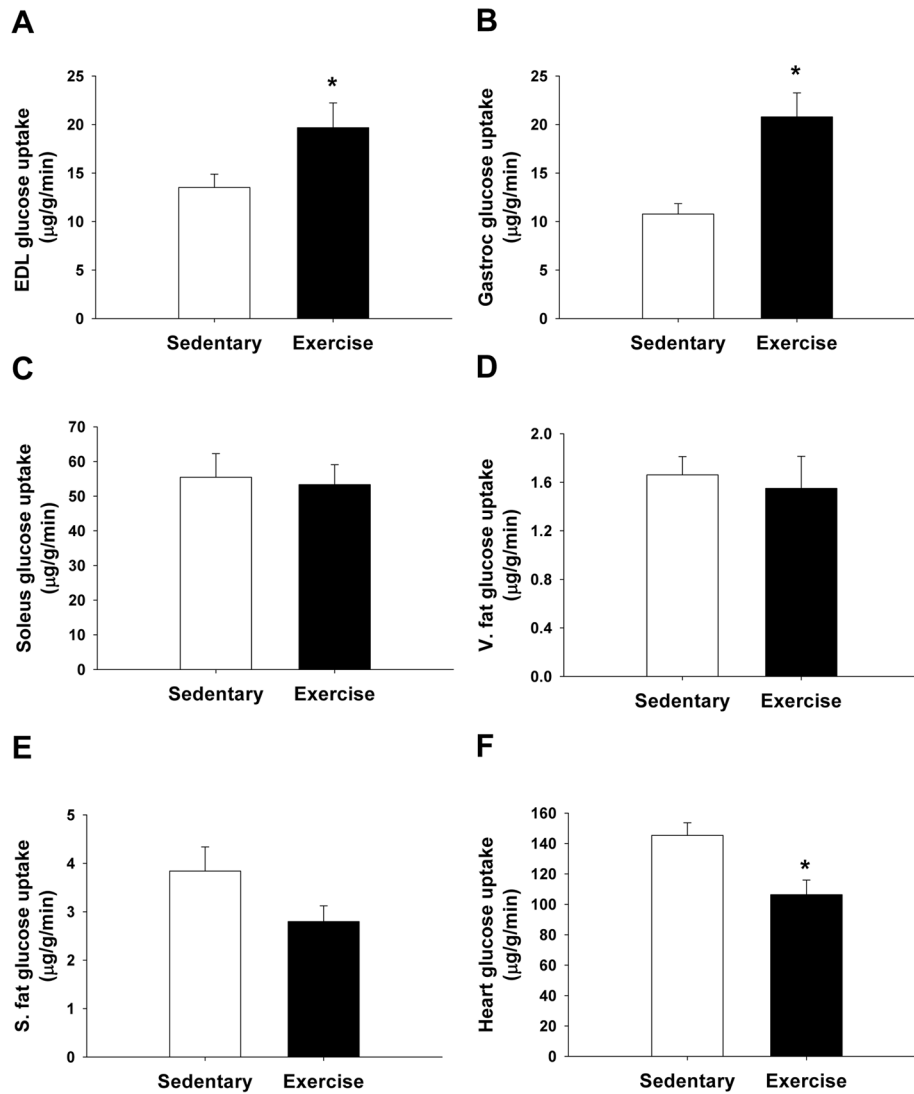 A
EDL glucose uptake
(µg/g/min)
25
20
15
10
5
0
*
Sedentary Exercise
B
Gastroc glucose uptake
(µg/g/min)
25
20
15
10
5
0
*
Sedentary Exercise
C
Soleus glucose uptake
(µg/g/min)
70
60
50
40
30
20
10
0
Sedentary Exercise
D
V. fat glucose uptake
(µg/g/min)
2.0
1.6
1.2
0.8
0.4
0.0
Sedentary Exercise
E
S. fat glucose uptake
(µg/g/min)
5
4
3
2
1
0
Sedentary Exercise
F
Heart glucose uptake
(µg/g/min)
160
140
120
100
80
60
40
20
0
*
Sedentary Exercise